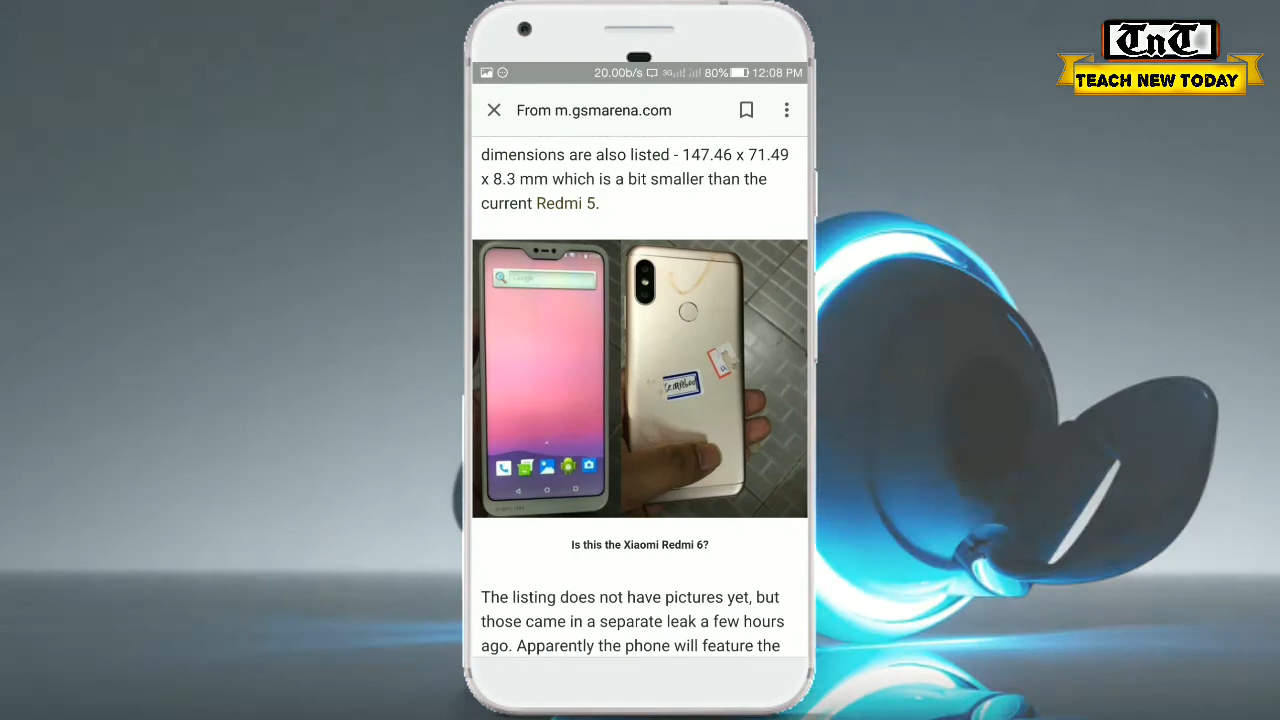 TnT
TEACH NEW TODAY
20.00b/s 3G 80% 12:08 PM
From m.gsmarena.com
dimensions are also listed - 147.46 x 71.49
x 8.3 mm which is a bit smaller than the
current Redmi 5.
Google
Is this the Xiaomi Redmi 6?
The listing does not have pictures yet, but
those came in a separate leak a few hours
ago. Apparently the phone will feature the